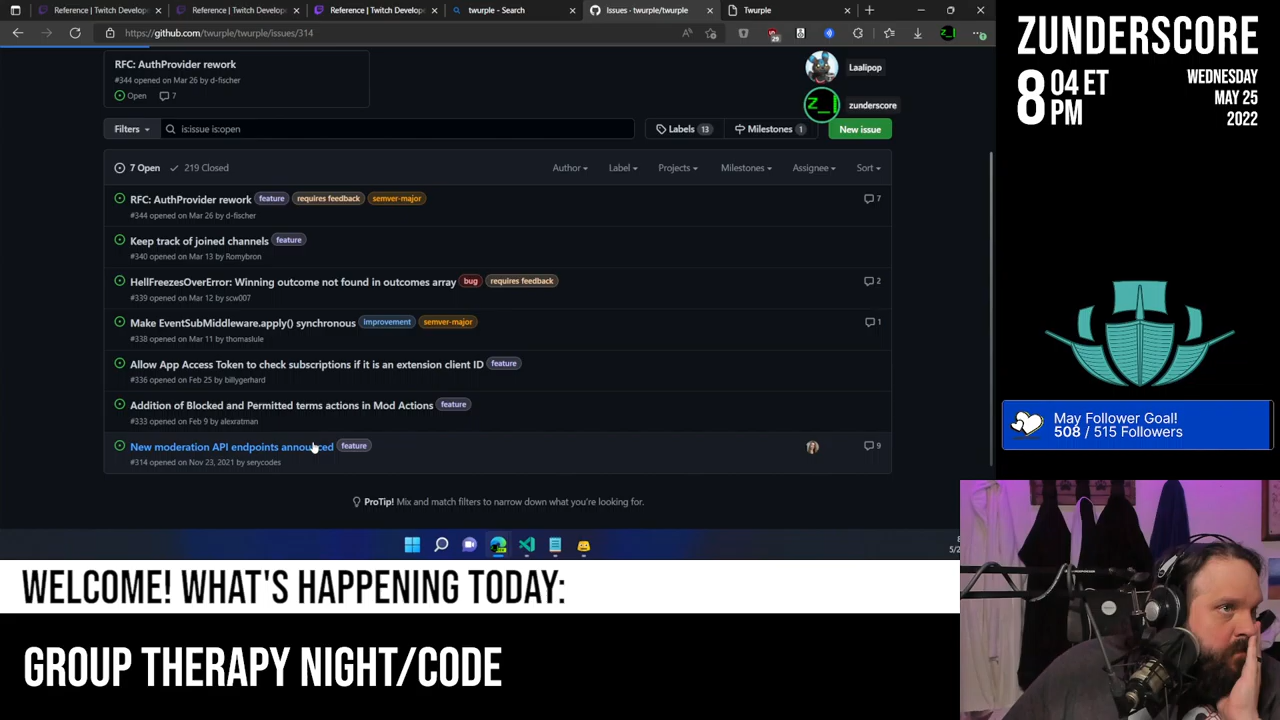 Reference | Twitch Develop
Reference | Twitch Develop
Reference | Twitch Develop
twurple - Search
Issues · twurple/twurple
Twurple
https://github.com/twurple/twurple/issues/314
RFC: AuthProvider rework
#344 opened on Mar 26 by d-fischer
Open 7
Laalipop
zunderscore
Filters
is:issue is:open
Labels 13
Milestones 1
New issue
7 Open 219 Closed
Author Label Projects Milestones Assignee Sort
RFC: AuthProvider rework feature requires feedback semver-major 7
#344 opened on Mar 26 by d-fischer
Keep track of joined channels feature
#340 opened on Mar 13 by Romybron
HellFreezesOverError: Winning outcome not found in outcomes array bug requires feedback 2
#339 opened on Mar 12 by scw007
Make EventSubMiddleware.apply() synchronous improvement semver-major 1
#338 opened on Mar 11 by thomaslule
Allow App Access Token to check subscriptions if it is an extension client ID feature
#336 opened on Feb 25 by billygerhard
Addition of Blocked and Permitted terms actions in Mod Actions feature
#333 opened on Feb 9 by alexratman
New moderation API endpoints announced feature 9
#314 opened on Nov 23, 2021 by serycodes
ProTip! Mix and match filters to narrow down what you're looking for.
ZUNDERSCORE
8 04 ET PM
WEDNESDAY
MAY 25
2022
May Follower Goal!
508 / 515 Followers
WELCOME! WHAT'S HAPPENING TODAY:
GROUP THERAPY NIGHT/CODE